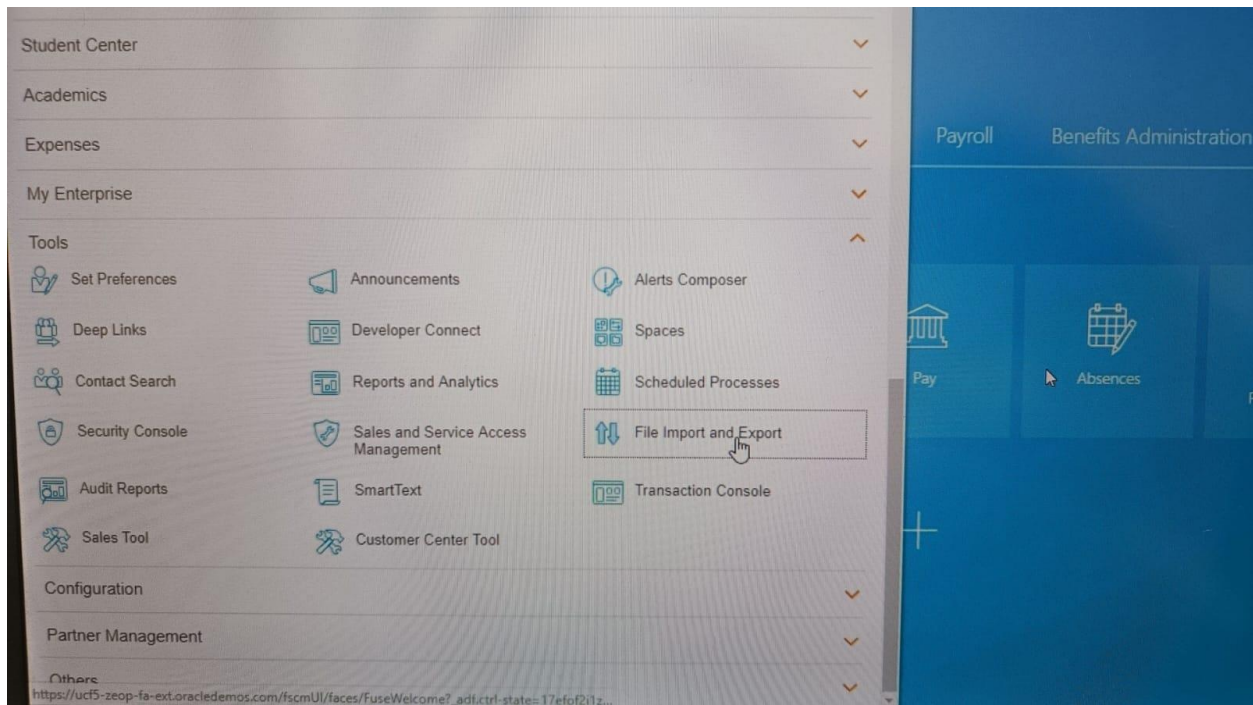 Student Center
Academics
Expenses
My Enterprise
Tools
Set Preferences
Announcements
Alerts Composer
Deep Links
Developer Connect
Spaces
Contact Search
Reports and Analytics
Scheduled Processes
Security Console
Sales and Service Access
Management
File Import and Export
Audit Reports
SmartText
Transaction Console
Sales Tool
Customer Center Tool
Configuration
Partner Management
Others
Payroll
Benefits Administration
Pay
Absences